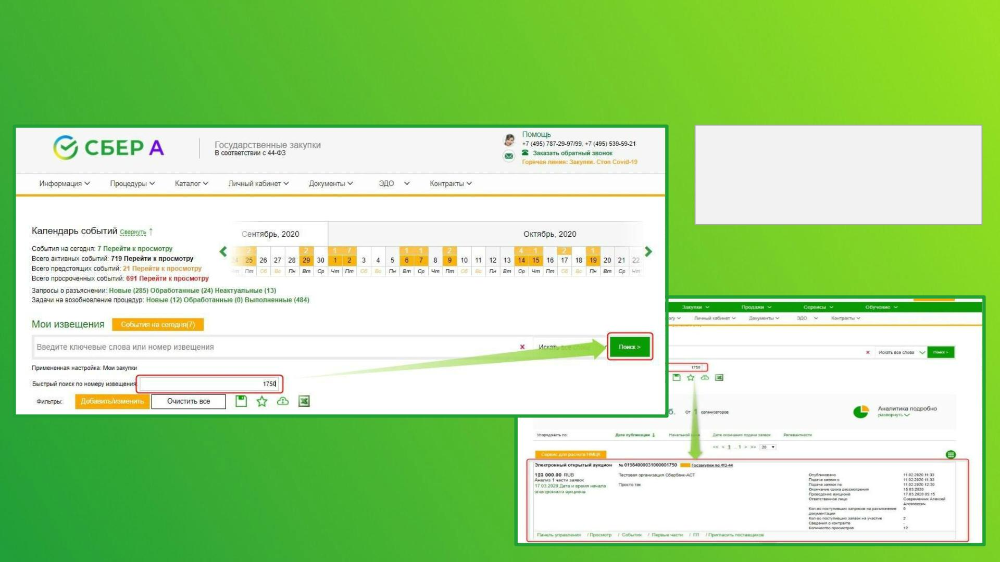 СБЕР А
Государственные закупки
В соответствии с 44-ФЗ
Помощь
+7 (495) 787-29-97/99, +7 (495) 539-59-21
Заказать обратный звонок
Горячая линия: Закупки. Стоп Covid-19
Информация Процедуры Каталог Личный кабинет Документы ЭДО Контракты
Календарь событий Свернуть ↑
Сентябрь, 2020 Октябрь, 2020
События на сегодня: 7 Перейти к просмотру
Всего активных событий: 719 Перейти к просмотру
Всего предстоящих событий: 21 Перейти к просмотру
Всего просроченных событий: 691 Перейти к просмотру
2 2 1 7 1 1 2 4 1 2 1
24 25 26 27 28 29 30 1 2 3 4 5 6 7 8 9 10 11 12 13 14 15 16 17 18 19 20 21 22
Чт Пт Сб Вс Пн Вт Ср Чт Пт Сб Вс Пн Вт Ср Чт Пт Сб Вс Пн Вт Ср Чт Пт Сб Вс Пн Вт Ср Чт
Запросы о разъяснении: Новые (285) Обработанные (24) Неактуальные (13)
Задачи на возобновление процедур: Новые (12) Обработанные (0) Выполненные (484)
Мои извещения События на сегодня(7)
Введите ключевые слова или номер извещения x Искать все слова Поиск >
Примененная настройка: Мои закупки
Быстрый поиск по номеру извещения: 1750
Фильтры: Добавить/изменить Очистить все
Закупки Продажи Сервисы Обучение
Личный кабинет Документы ЭДО Контракты
x Искать все слова Поиск >
1750
б. От 1 организаторов
Аналитика подробно
развернуть
Упорядочить по: Дате публикации ↓ Начальной Дате окончания подачи заявок Релевантности
<< < 1 ..1 > >> 20
Сервис для расчета НМЦК
Электронный открытый аукцион № 01984000031000001750 Госзакупки по ФЗ-44
123 000.00 RUB
Анализ 1 части заявок
17.03.2020 Дата и время начала
электронного аукциона
Тестовая организация Сбербанк-АСТ
Просто так
Опубликовано 11.02.2020 11:33
Подача заявок с 11.02.2020 11:33
Подача заявок по 11.02.2020 12:30
Окончание срока рассмотрения 15.03.2020
Проведение аукциона 17.03.2020 09:15
Ответственное лицо Современник Алексей
Алексеевич
Кол-во поступивших запросов на разъяснение 0
документации
Кол-во поступивших заявок на участие 2
Сведения о контракте -
Количество просмотров 12
Панель управления / Просмотр / События / Первые части / П1 / Пригласить поставщиков